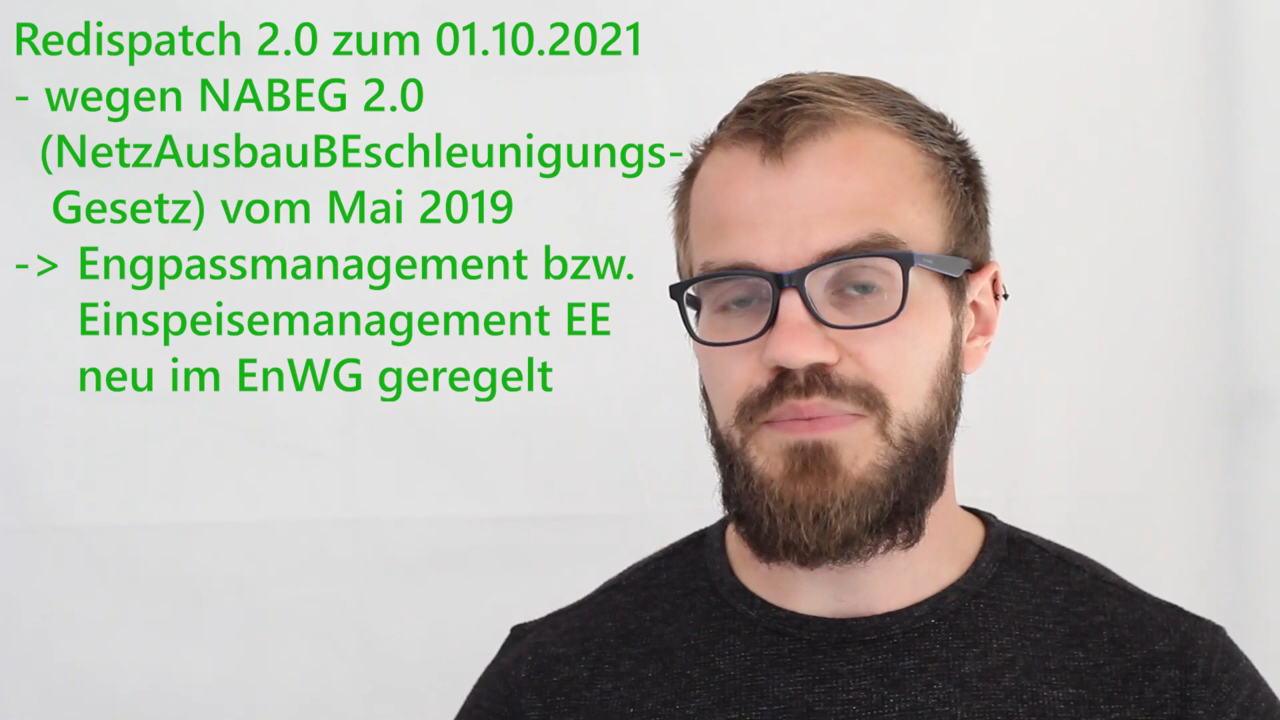 Redispatch 2.0 zum 01.10.2021
- wegen NABEG 2.0
(NetzAusbauBEschleunigungs-
Gesetz) vom Mai 2019
-> Engpassmanagement bzw.
Einspeisemanagement EE
neu im EnWG geregelt